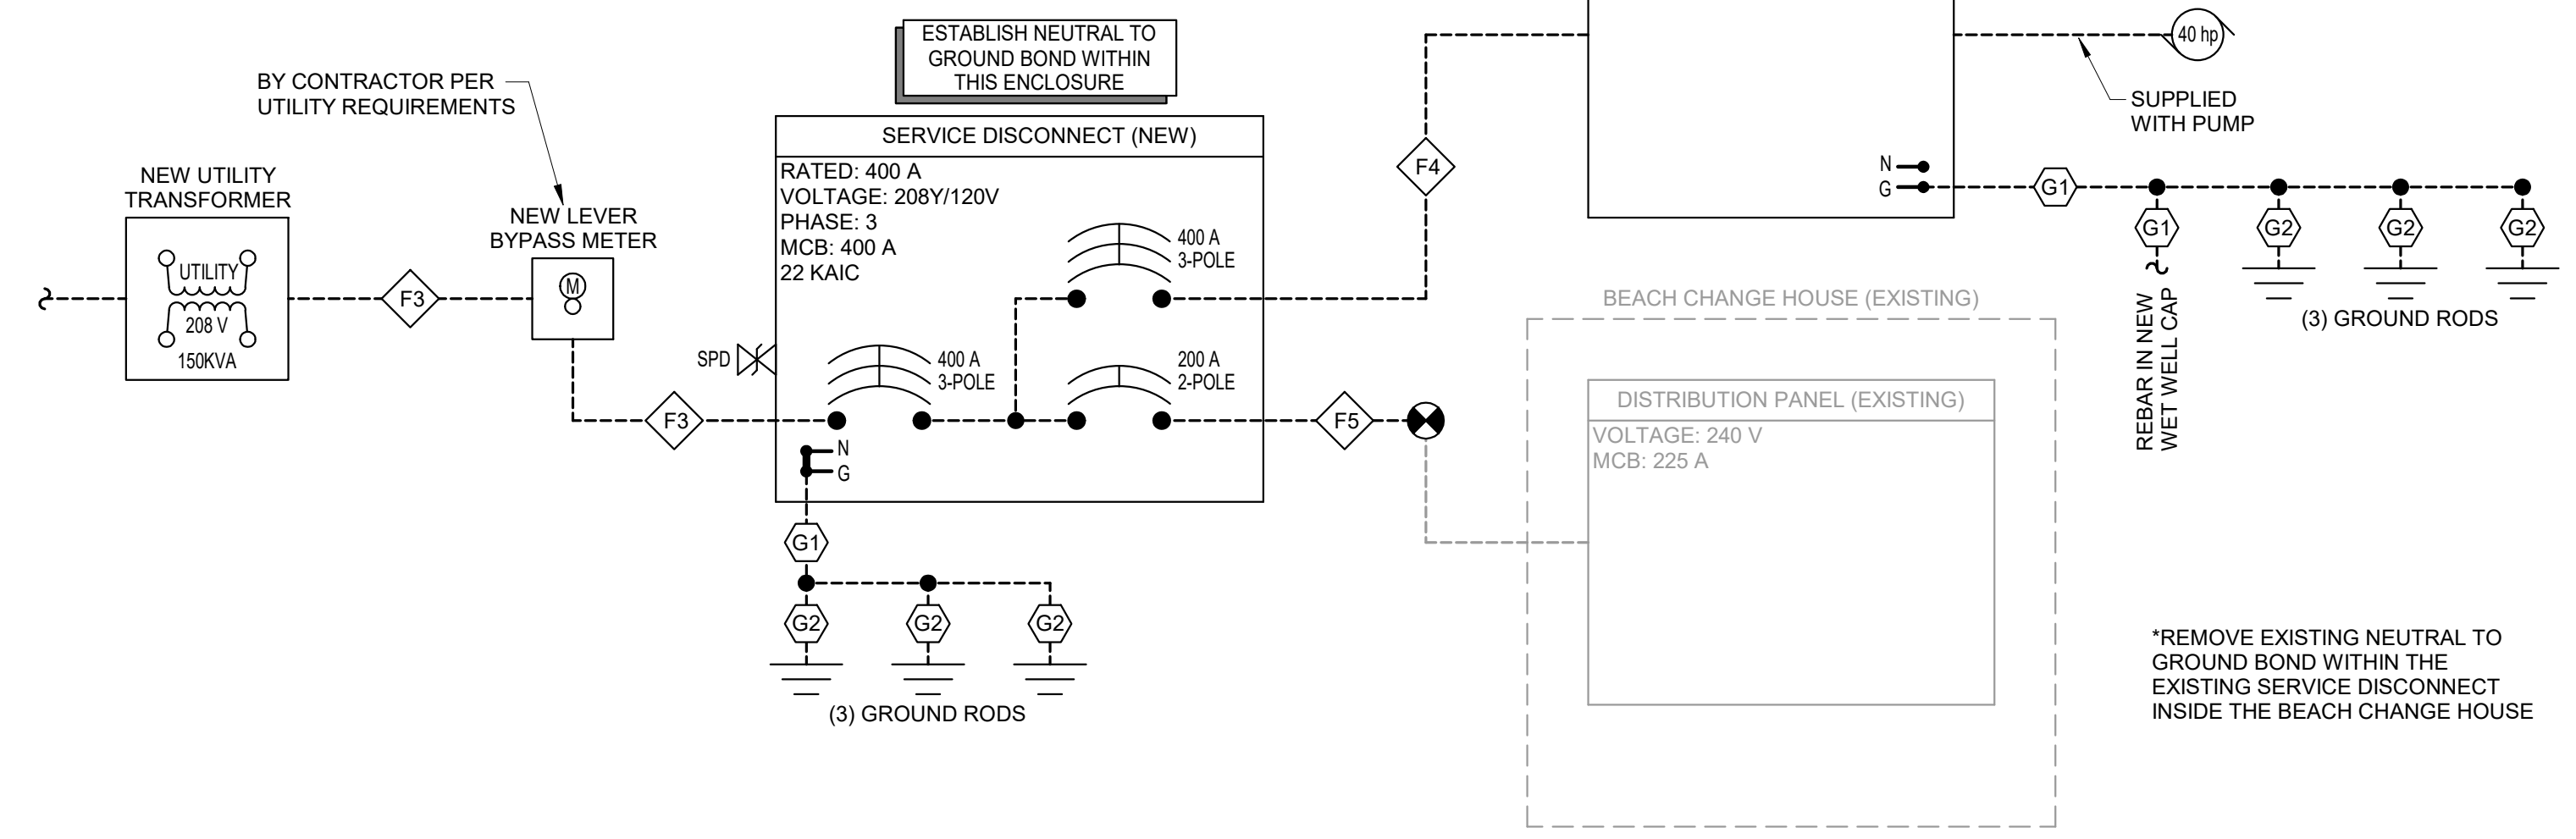 ESTABLISH NEUTRAL TO
GROUND BOND WITHIN
THIS ENCLOSURE
40 hp
BY CONTRACTOR PER
UTILITY REQUIREMENTS
SUPPLIED
WITH PUMP
SERVICE DISCONNECT (NEW)
RATED: 400 A
VOLTAGE: 208Y/120V
PHASE: 3
MCB: 400 A
22 KAIC
NEW UTILITY
TRANSFORMER
UTILITY
208 V
150KVA
F3
NEW LEVER
BYPASS METER
M
F3
SPD
400 A
3-POLE
400 A
3-POLE
200 A
2-POLE
N
G
F4
F5
N
G
G1
G1
G2
G2
G2
REBAR IN NEW
WET WELL CAP
(3) GROUND RODS
BEACH CHANGE HOUSE (EXISTING)
DISTRIBUTION PANEL (EXISTING)
VOLTAGE: 240 V
MCB: 225 A
G1
G2
G2
G2
(3) GROUND RODS
*REMOVE EXISTING NEUTRAL TO
GROUND BOND WITHIN THE
EXISTING SERVICE DISCONNECT
INSIDE THE BEACH CHANGE HOUSE